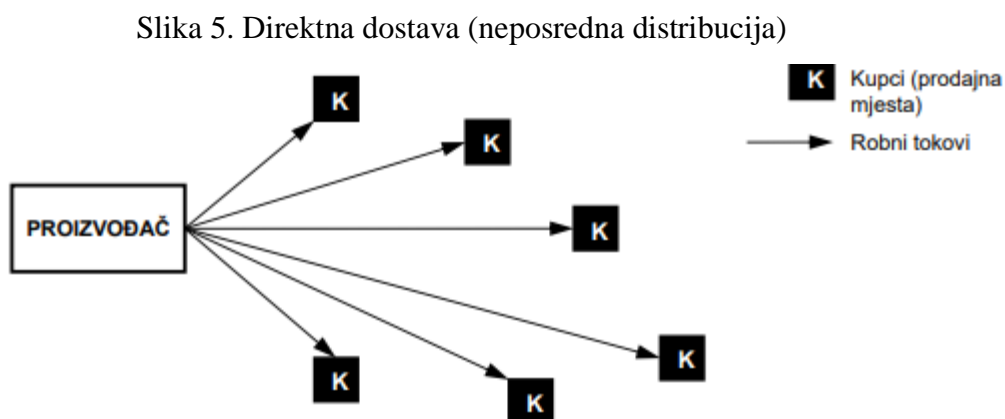 Slika 5. Direktna dostava (neposredna distribucija)
K
K
K
K
K
K
PROIZVOĐAČ
K Kupci (prodajna
mjesta)
Robni tokovi